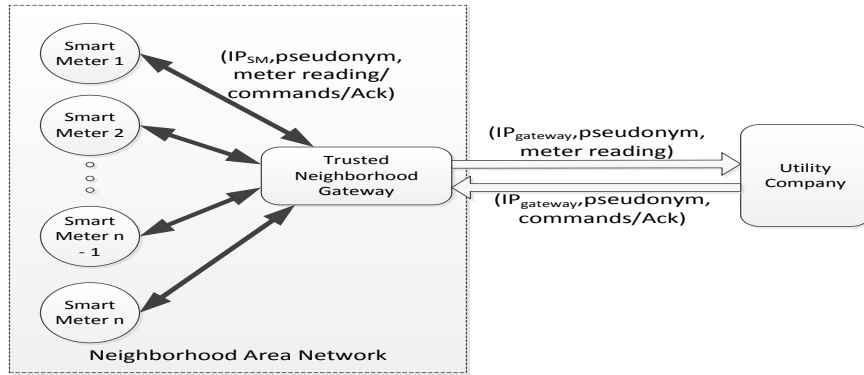 Smart
Meter 1
(IPSM,pseudonym,
meter reading/
commands/Ack)
Smart
Meter 2
Trusted
Neighborhood
Gateway
(IPgateway,pseudonym,
meter reading)
Utility
Company
(IPgateway,pseudonym,
commands/Ack)
Smart
Meter n
- 1
Smart
Meter n
Neighborhood Area Network